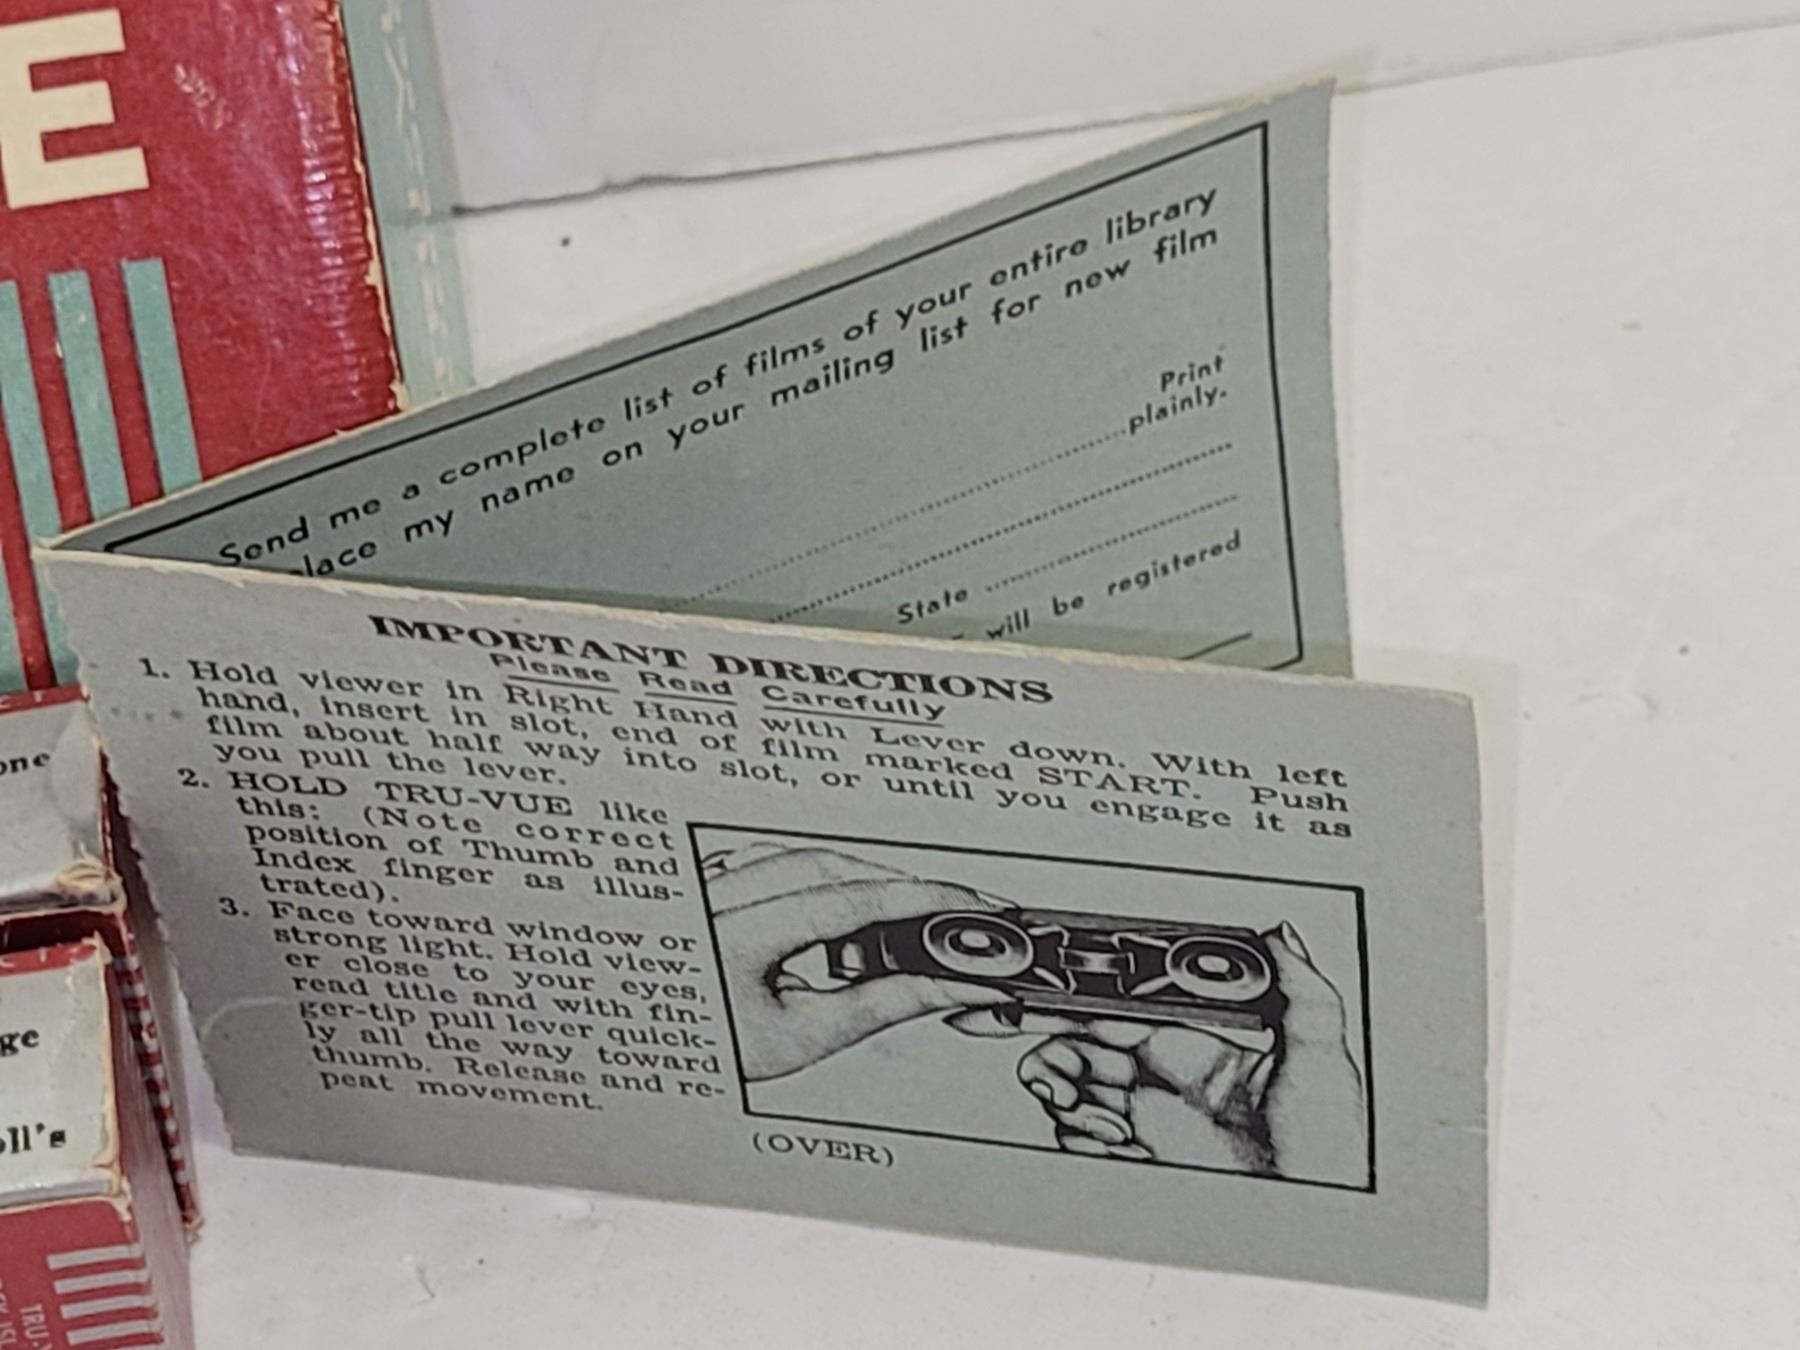 E
Send me a complete list of films of your entire library
place my name on your mailing list for new film
Print
plainly.
State
will be registered
IMPORTANT DIRECTIONS
Please Read Carefully
1. Hold viewer in Right Hand with Lever down. With left
hand, insert in slot, end of film marked START. Push
film about half way into slot, or until you engage it as
you pull the lever.
2. HOLD TRU-VUE like
this: (Note correct
position of Thumb and
Index finger as illus-
trated).
3. Face toward window or
strong light. Hold view-
er close to your eyes,
read title and with fin-
ger-tip pull lever quick-
ly all the way toward
thumb. Release and re-
peat movement.
(OVER)
one
ge
oll's
TRU-